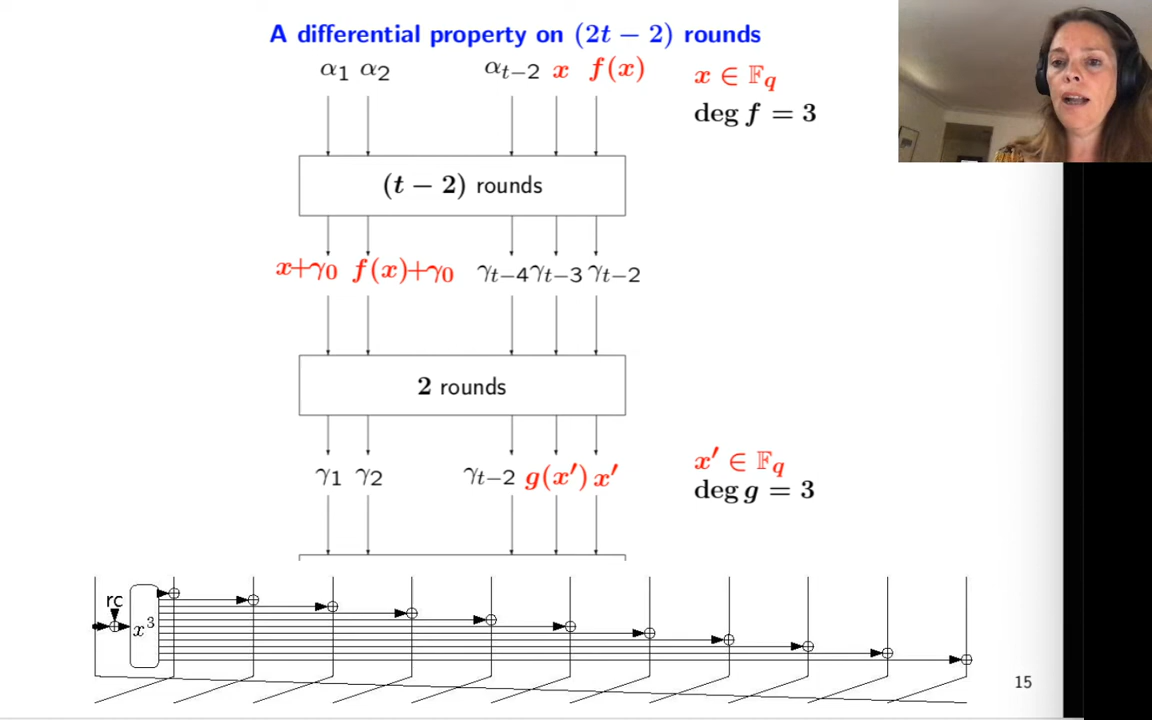 A differential property on (2t − 2) rounds
α₁ α₂ αₜ₋₂ x f(x)
x ∈ 𝔽q
deg f = 3
(t − 2) rounds
x+γ₀ f(x)+γ₀ γₜ₋₄ γₜ₋₃ γₜ₋₂
2 rounds
γ₁ γ₂ γₜ₋₂ g(x′) x′
x′ ∈ 𝔽q
deg g = 3
rc
x³
15